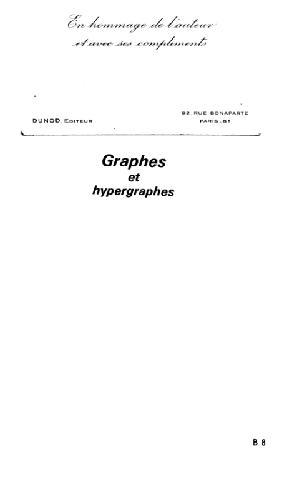 En hommage de l'auteur
et avec ses compliments
DUNOD, EDITEUR
92, RUE BONAPARTE
PARIS-6e
Graphes
et
hypergraphes
B 8